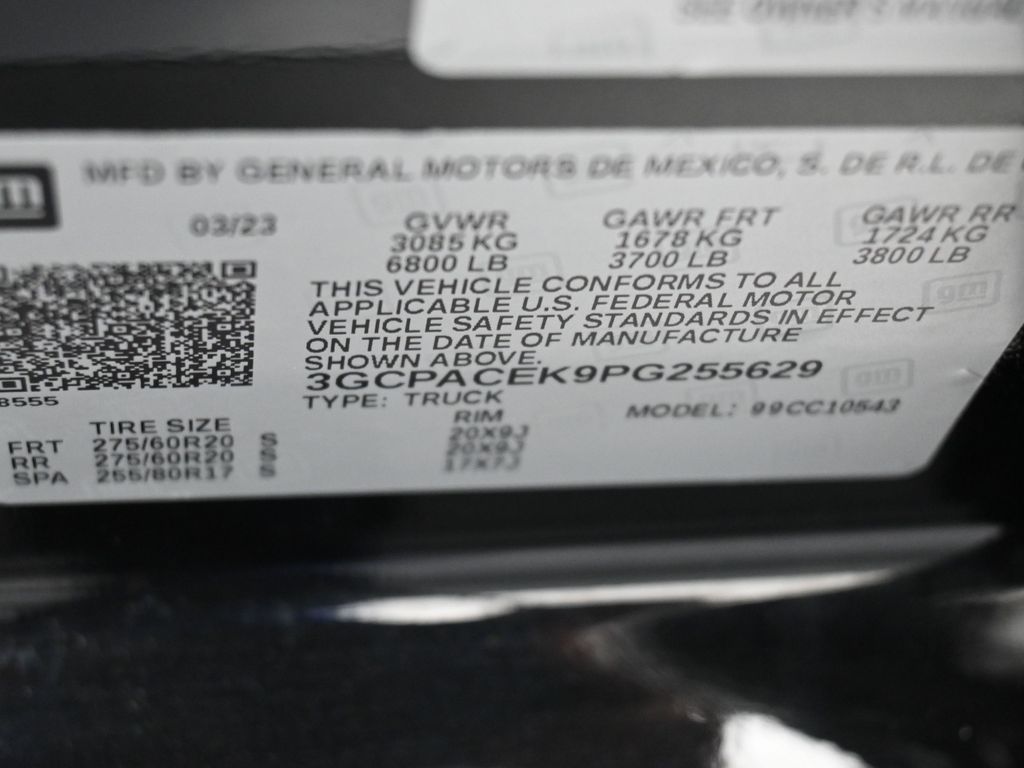 MFD BY GENERAL MOTORS DE MEXICO, S. DE R.L. DE
gm
03/23 GVWR GAWR FRT GAWR RR
3085 KG 1678 KG 1724 KG
6800 LB 3700 LB 3800 LB
THIS VEHICLE CONFORMS TO ALL
APPLICABLE U.S. FEDERAL MOTOR
VEHICLE SAFETY STANDARDS IN EFFECT
ON THE DATE OF MANUFACTURE
SHOWN ABOVE.
3GCPACEK9PG255629
8555
TYPE: TRUCK MODEL: 99CC10543
TIRE SIZE RIM
FRT 275/60R20 S 20X9J
RR 275/60R20 S 20X9J
SPA 255/80R17 S 17X7J